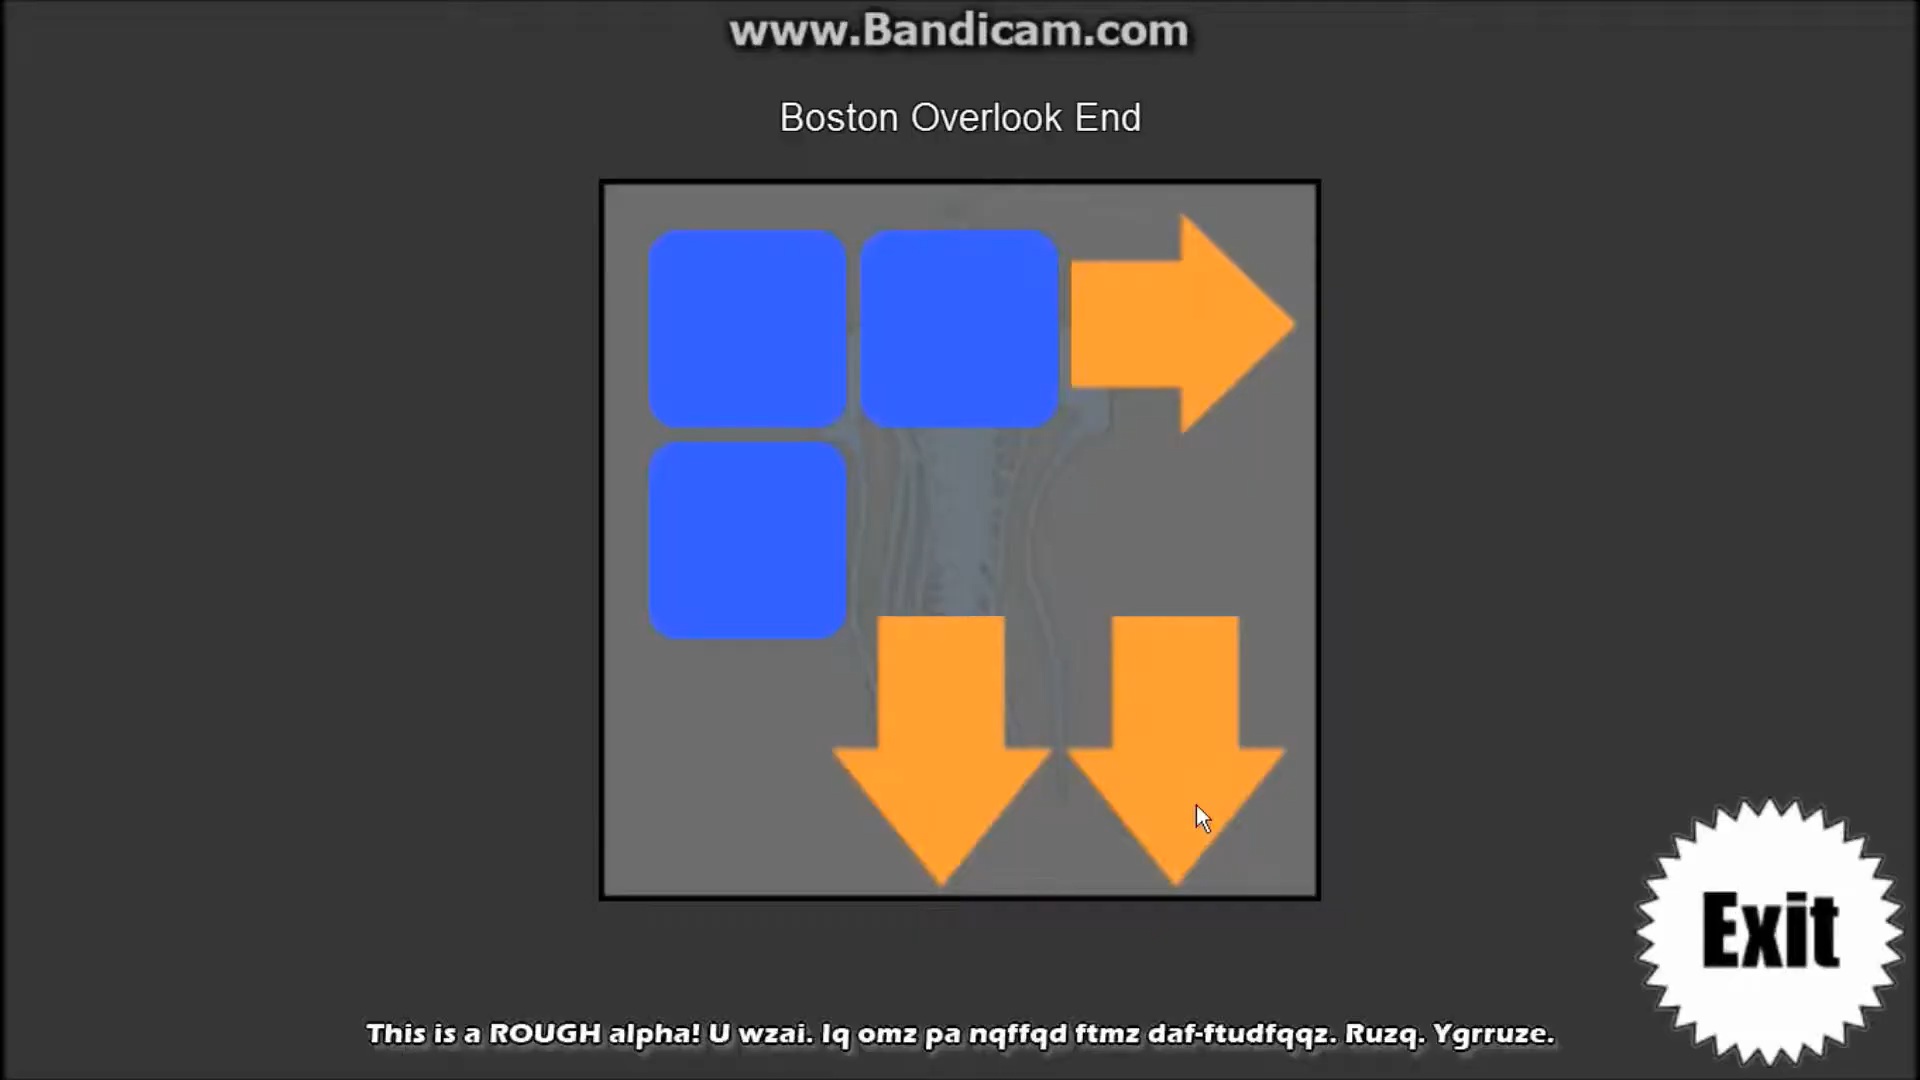 www.Bandicam.com
Boston Overlook End
Exit
This is a ROUGH alpha! U wzai. Iq omz pa nqffqd ftmz daf-ftudfqqz. Ruzq. Ygrruze.